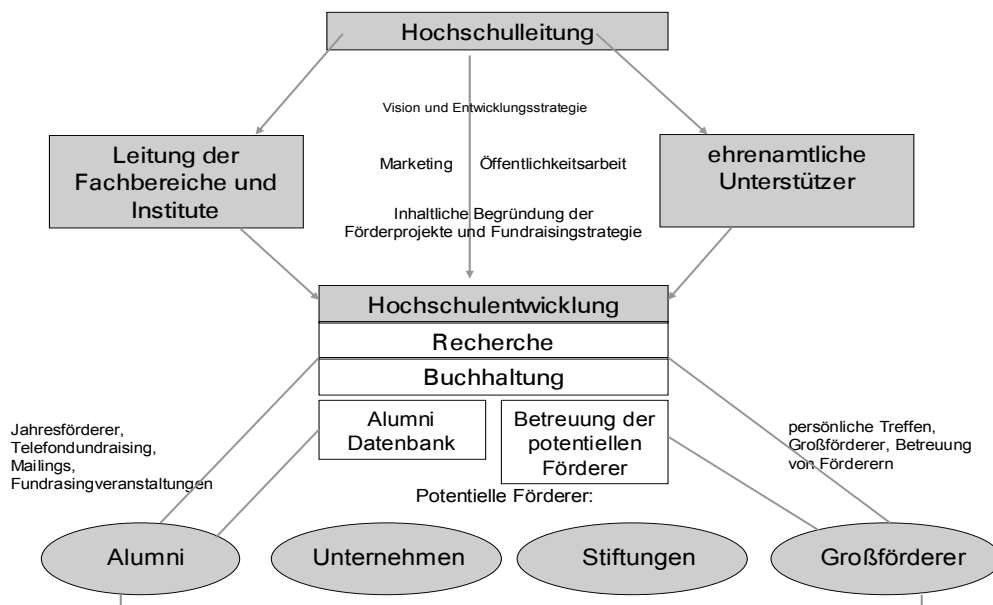 Hochschulleitung
Vision und Entwicklungsstrategie
Leitung der
Fachbereiche und
Institute
Marketing
Öffentlichkeitsarbeit
ehrenamtliche
Unterstützer
Inhaltliche Begründung der
Förderprojekte und Fundraisingstrategie
Hochschulentwicklung
Recherche
Buchhaltung
Alumni
Datenbank
Betreuung der
potentiellen
Förderer
Jahresförderer,
Telefondundraising,
Mailings,
Fundrasingveranstaltungen
persönliche Treffen,
Großförderer, Betreuung
von Förderern
Potentielle Förderer:
Alumni
Unternehmen
Stiftungen
Großförderer